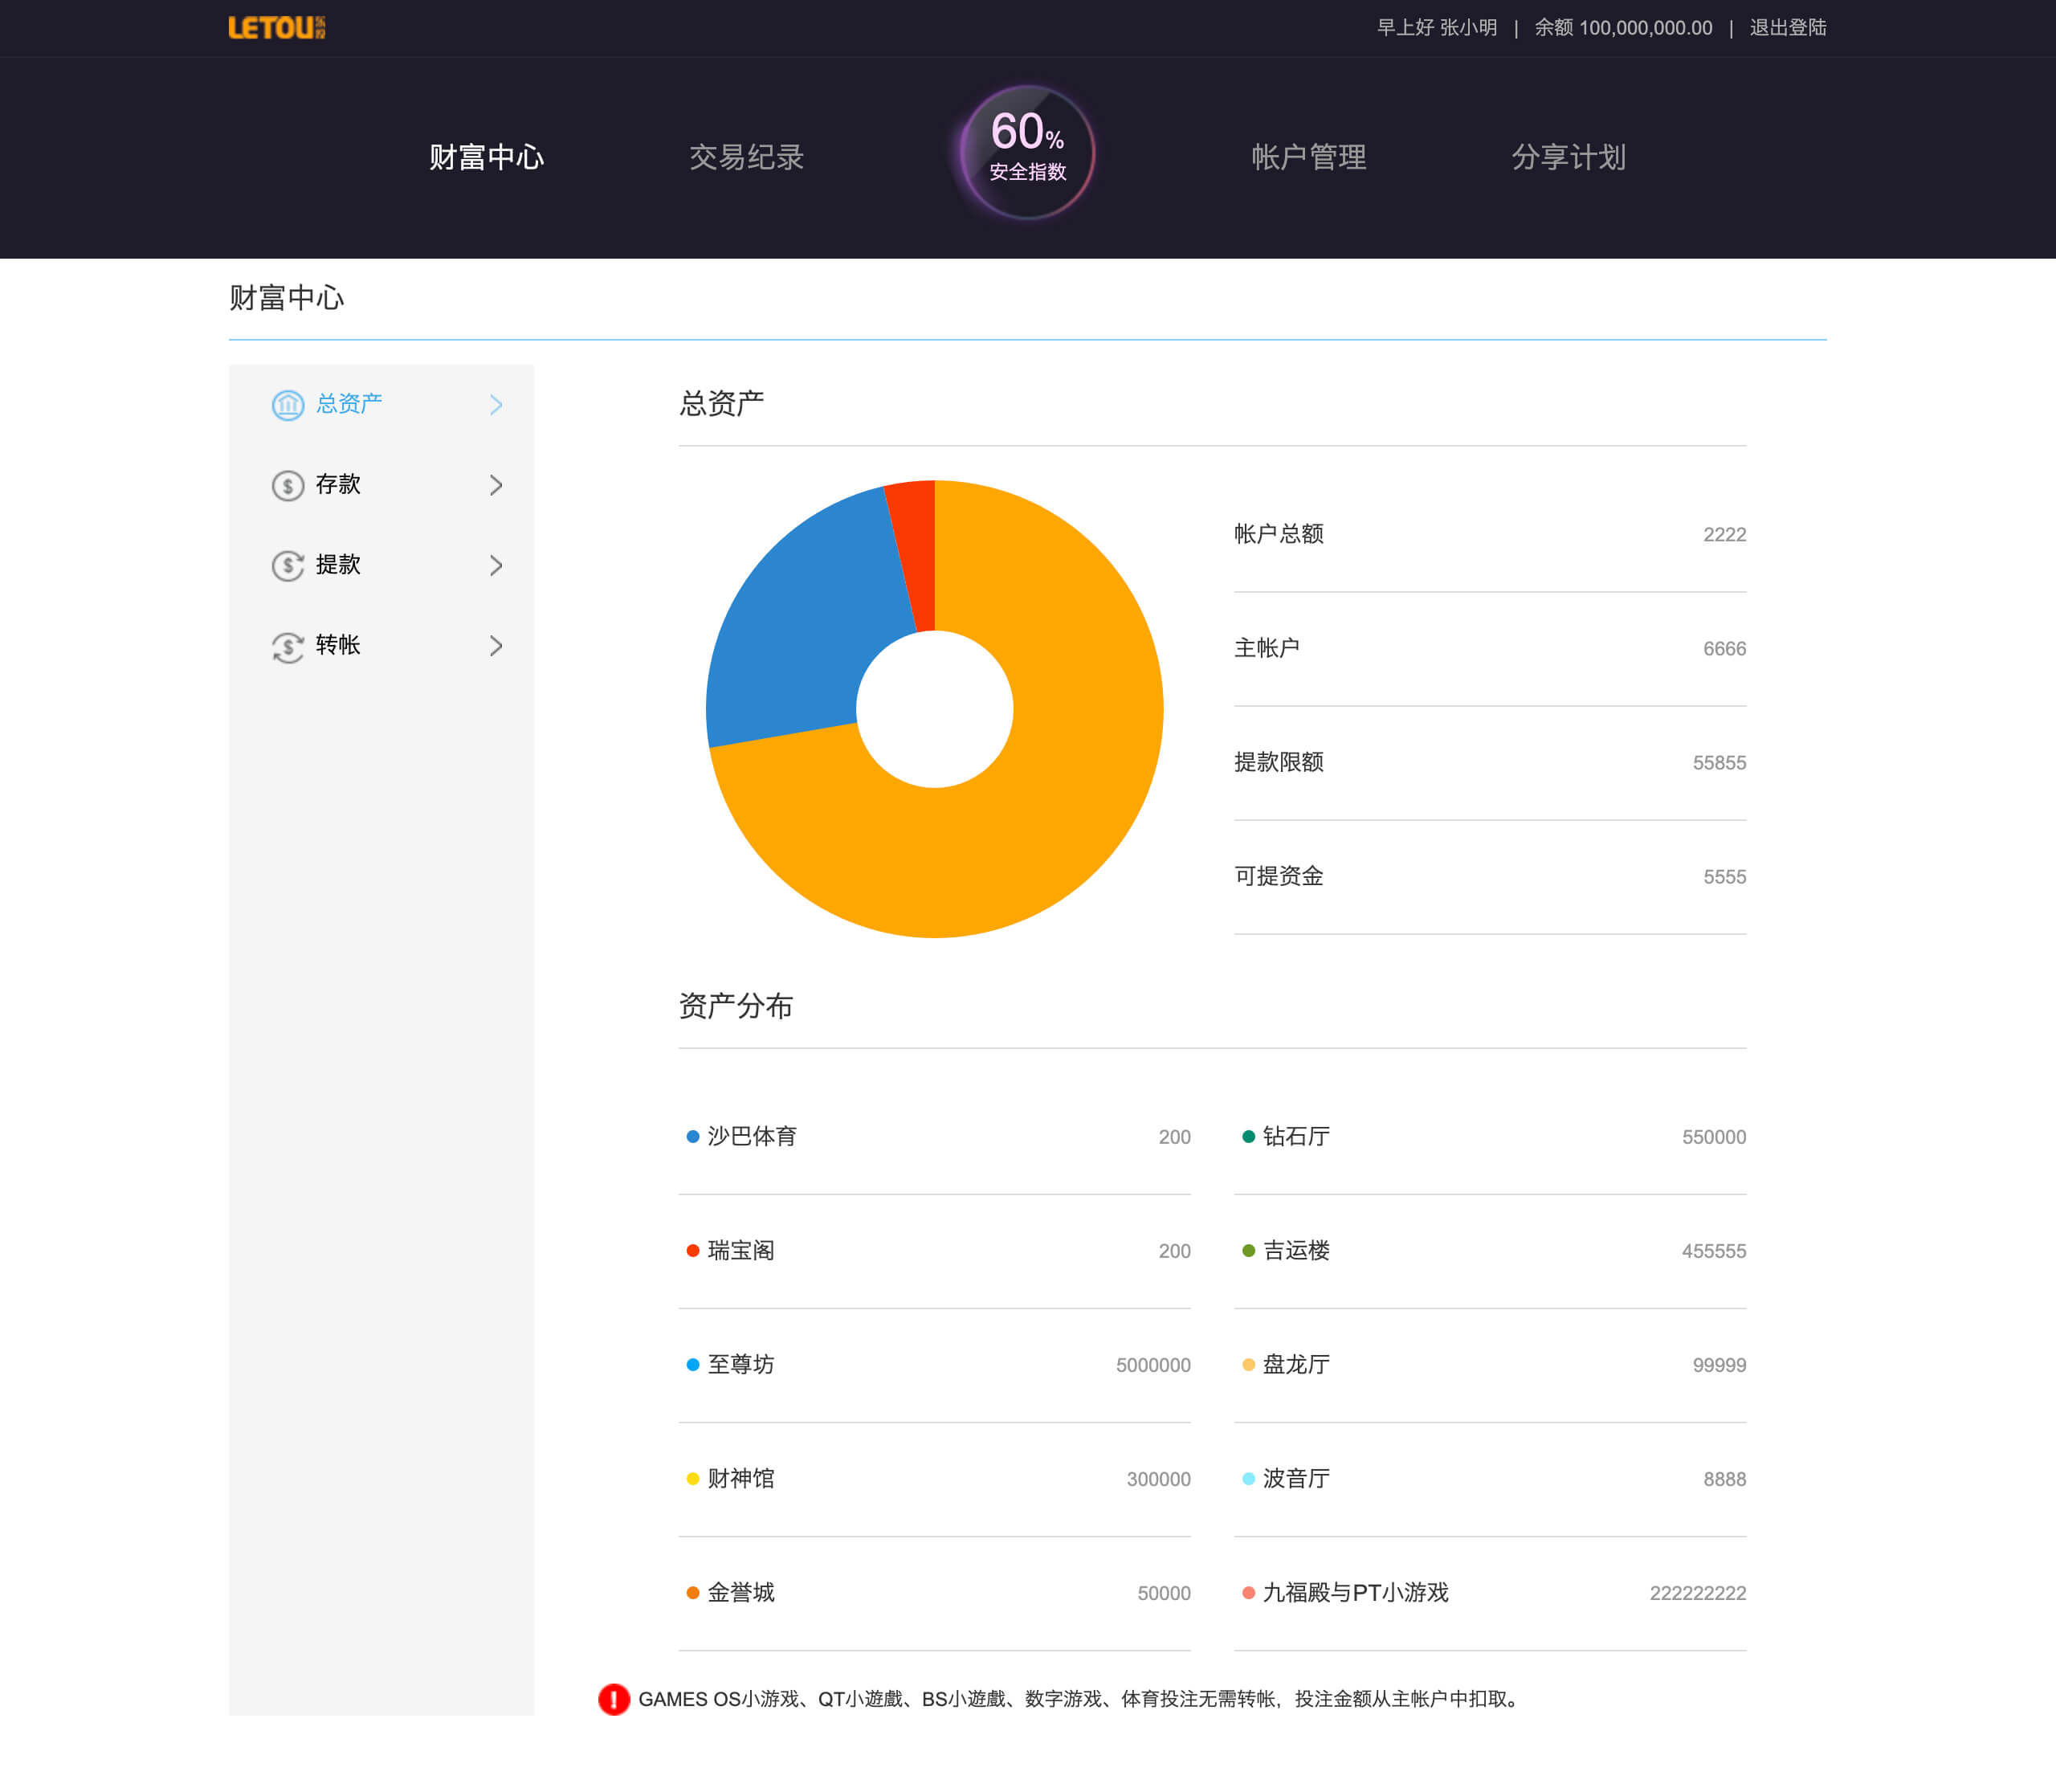 LETOU乐投
早上好 张小明 | 余额 100,000,000.00 | 退出登陆
财富中心 交易纪录 60% 安全指数 帐户管理 分享计划
财富中心
总资产
存款
提款
转帐
总资产
帐户总额 2222
主帐户 6666
提款限额 55855
可提资金 5555
资产分布
沙巴体育 200 钻石厅 550000
瑞宝阁 200 吉运楼 455555
至尊坊 5000000 盘龙厅 99999
财神馆 300000 波音厅 8888
金誉城 50000 九福殿与PT小游戏 222222222
GAMES OS小游戏、QT小遊戲、BS小遊戲、数字游戏、体育投注无需转帐，投注金额从主帐户中扣取。